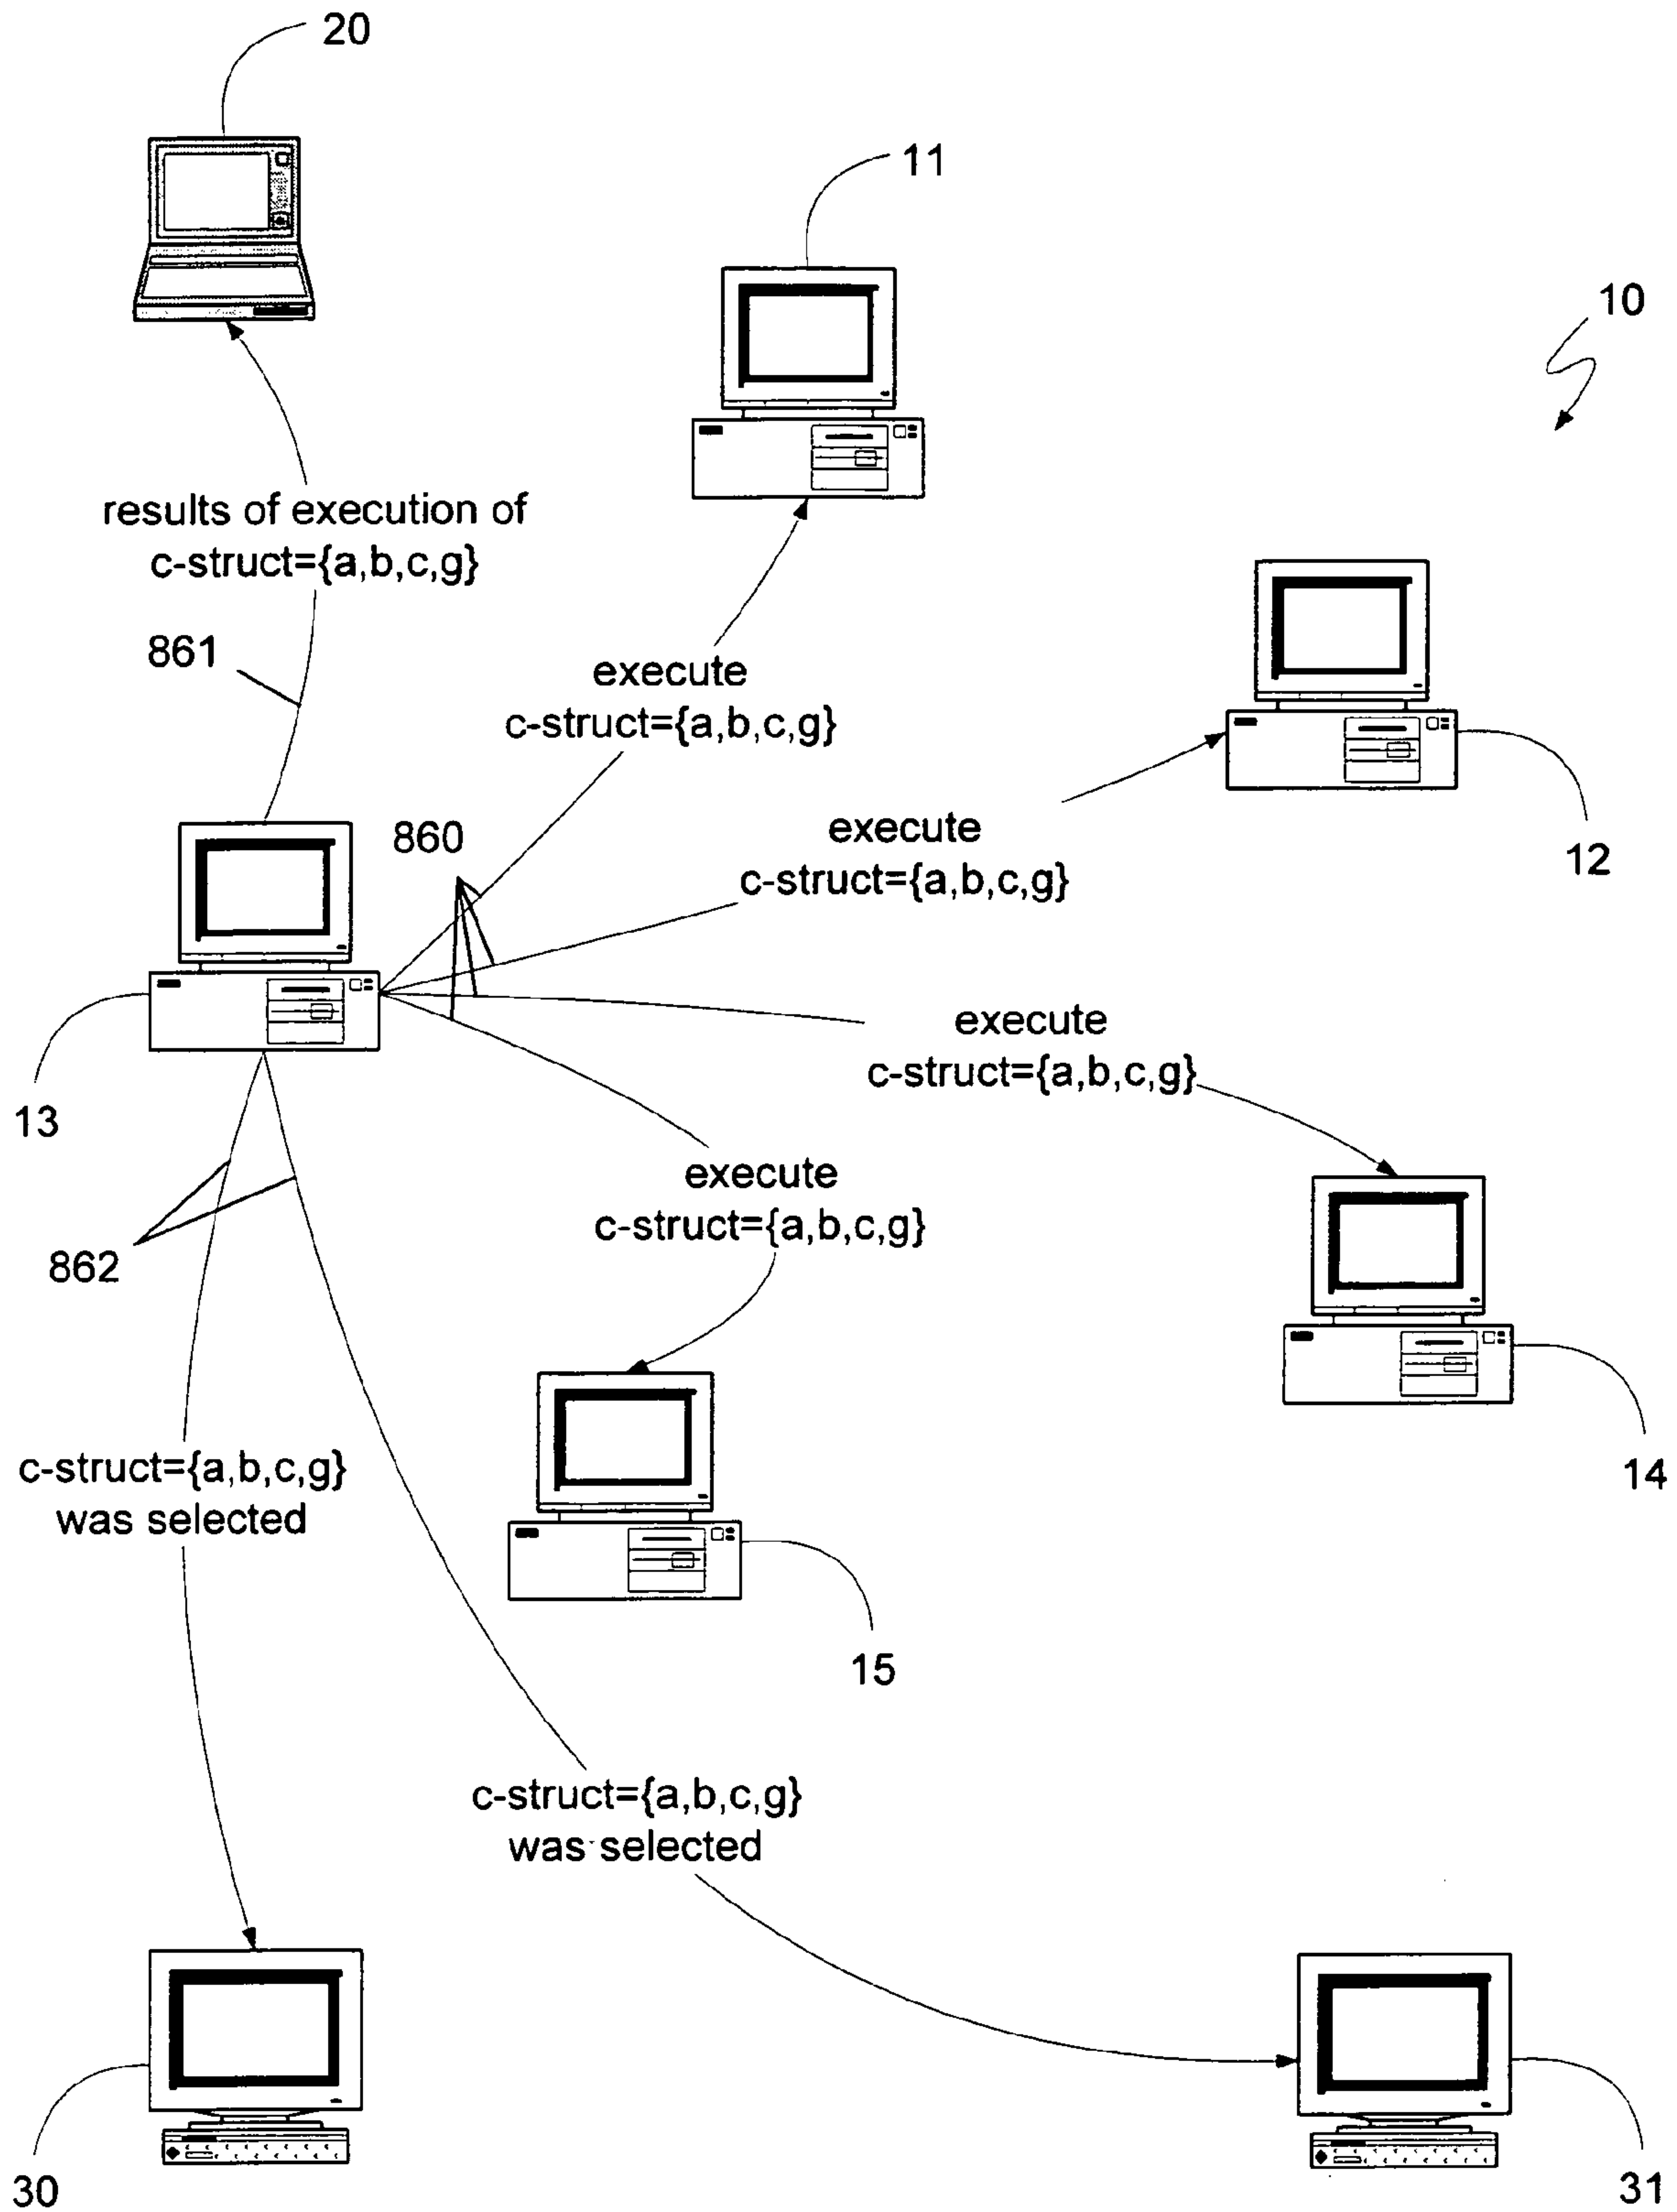 20
11
10
results of execution of
c-struct={a,b,c,g}
861
execute
c-struct={a,b,c,g}
860
execute
c-struct={a,b,c,g}
12
execute
c-struct={a,b,c,g}
13
execute
c-struct={a,b,c,g}
862
c-struct={a,b,c,g}
was selected
14
15
c-struct={a,b,c,g}
was selected
30
31